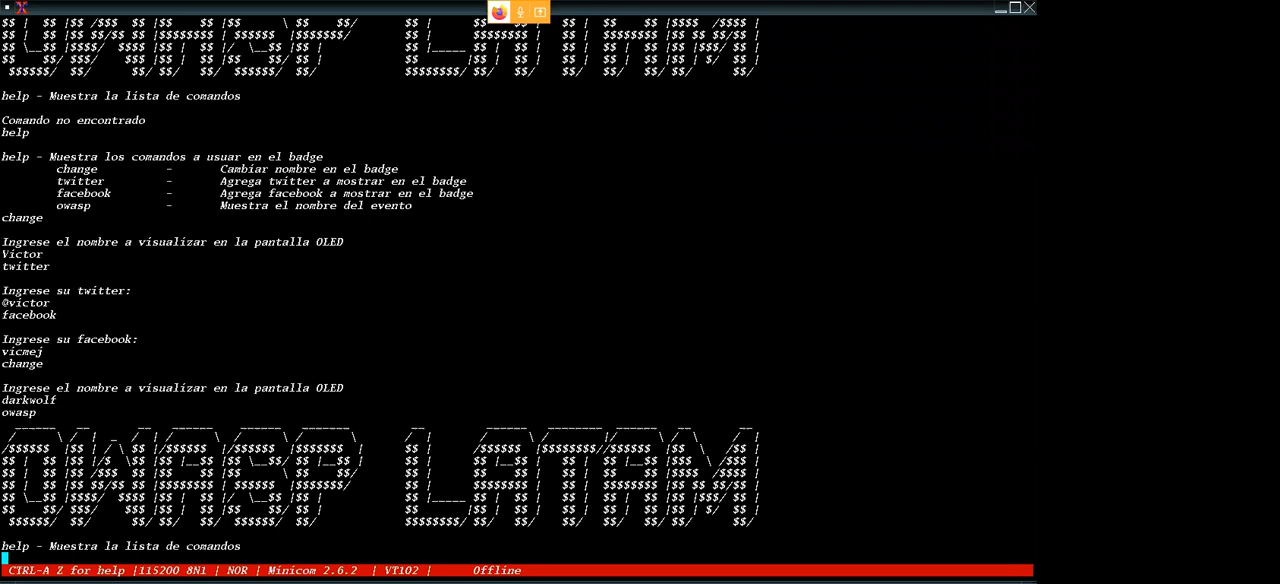 help - Muestra la lista de comandos
Comando no encontrado
help
help - Muestra los comandos a usuar en el badge
change - Cambiar nombre en el badge
twitter - Agrega twitter a mostrar en el badge
facebook - Agrega facebook a mostrar en el badge
owasp - Muestra el nombre del evento
change
Ingrese el nombre a visualizar en la pantalla OLED
Victor
twitter
Ingrese su twitter:
@victor
facebook
Ingrese su facebook:
vicmej
change
Ingrese el nombre a visualizar en la pantalla OLED
darkwolf
owasp
OWASP LATAM
help - Muestra la lista de comandos
CTRL-A Z for help |115200 8N1 | NOR | Minicom 2.6.2 | VT102 | Offline